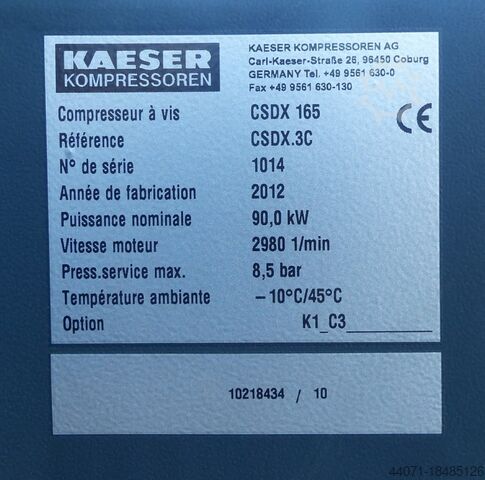 KAESER
KOMPRESSOREN
KAESER KOMPRESSOREN AG
Carl-Kaeser-Straße 26, 96450 Coburg
GERMANY Tel. +49 9561 630-0
Fax +49 9561 630-130
CE
Compresseur à vis CSDX 165
Référence CSDX.3C
N° de série 1014
Année de fabrication 2012
Puissance nominale 90,0 kW
Vitesse moteur 2980 1/min
Press.service max. 8,5 bar
Température ambiante –10°C/45°C
Option K1_C3__________
10218434 / 10
44071-18485126